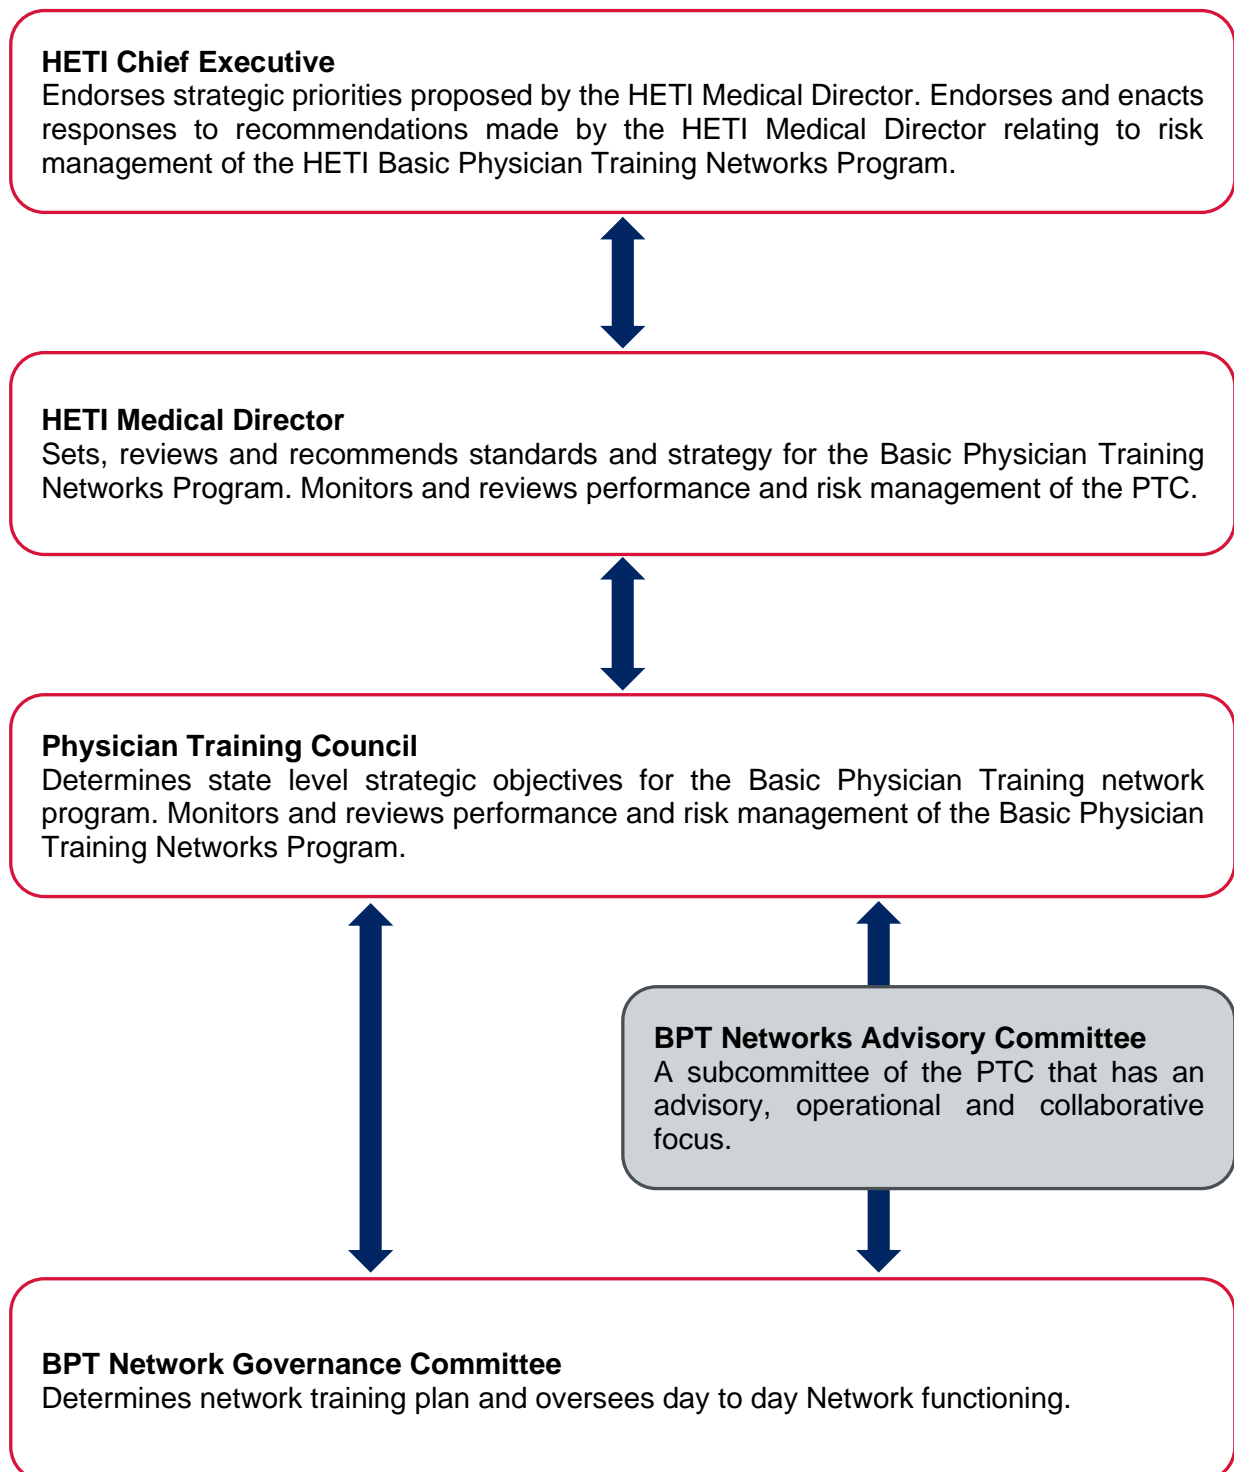 HETI Chief Executive
Endorses strategic priorities proposed by the HETI Medical Director. Endorses and enacts
responses to recommendations made by the HETI Medical Director relating to risk
management of the HETI Basic Physician Training Networks Program.
HETI Medical Director
Sets, reviews and recommends standards and strategy for the Basic Physician Training
Networks Program. Monitors and reviews performance and risk management of the PTC.
Physician Training Council
Determines state level strategic objectives for the Basic Physician Training network
program. Monitors and reviews performance and risk management of the Basic Physician
Training Networks Program.
BPT Networks Advisory Committee
A subcommittee of the PTC that has an
advisory, operational and collaborative
focus.
BPT Network Governance Committee
Determines network training plan and oversees day to day Network functioning.